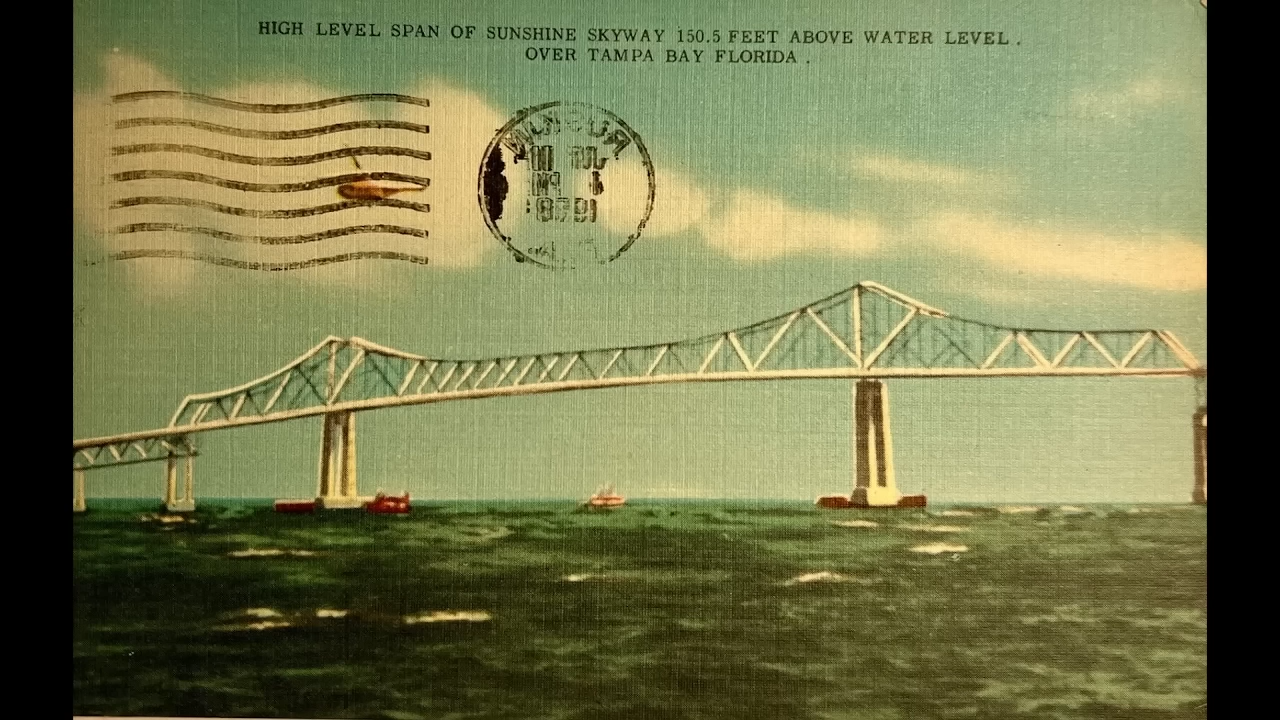 HIGH LEVEL SPAN OF SUNSHINE SKYWAY 150.5 FEET ABOVE WATER LEVEL.
OVER TAMPA BAY FLORIDA.